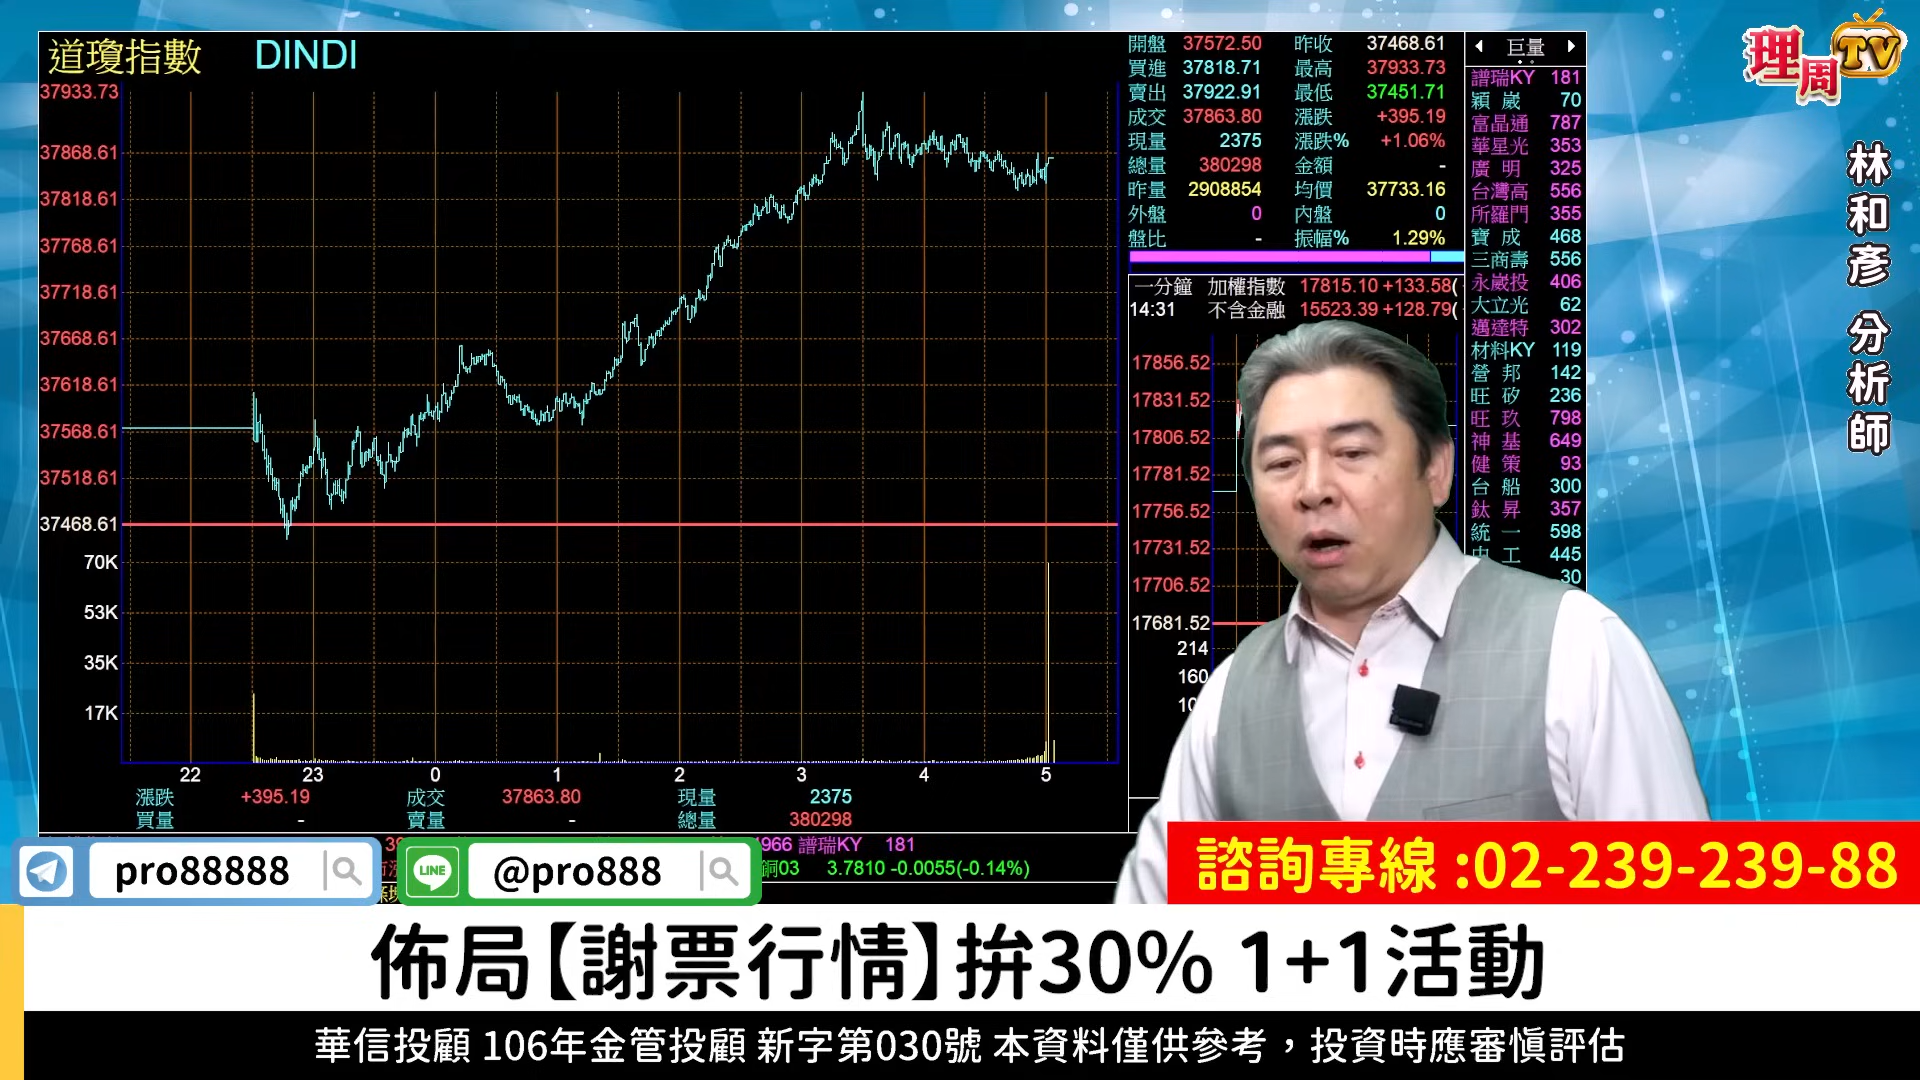 道瓊指數 DINDI
37933.73
37868.61
37818.61
37768.61
37718.61
37668.61
37618.61
37568.61
37518.61
37468.61
70K
53K
35K
17K
22 23 0 1 2 3 4 5
漲跌 +395.19 成交 37863.80 現量 2375
買量 - 賣量 - 總量 380298
開盤 37572.50 昨收 37468.61
買進 37818.71 最高 37933.73
賣出 37922.91 最低 37451.71
成交 37863.80 漲跌 +395.19
現量 2375 漲跌% +1.06%
總量 380298 金額 -
昨量 2908854 均價 37733.16
外盤 0 內盤 0
盤比 - 振幅% 1.29%
一分鐘 加權指數 17815.10 +133.58(
14:31 不含金融 15523.39 +128.79(
17856.52
17831.52
17806.52
17781.52
17756.52
17731.52
17706.52
17681.52
214
160
巨量
譜瑞KY 181
穎崴 70
富晶通 787
華星光 353
廣明 325
台灣高 556
所羅門 355
寶成 468
三商壽 556
永崴投 406
大立光 62
邁達特 302
材料KY 119
營邦 142
旺矽 236
旺玖 798
神基 649
健策 93
台船 300
鈦昇 357
統一 598
中工 445
30
理周TV
林和彥 分析師
966 譜瑞KY 181
銅03 3.7810 -0.0055(-0.14%)
pro88888
LINE @pro888
諮詢專線 :02-239-239-88
佈局【謝票行情】拚30% 1+1活動
華信投顧 106年金管投顧 新字第030號 本資料僅供參考，投資時應審慎評估